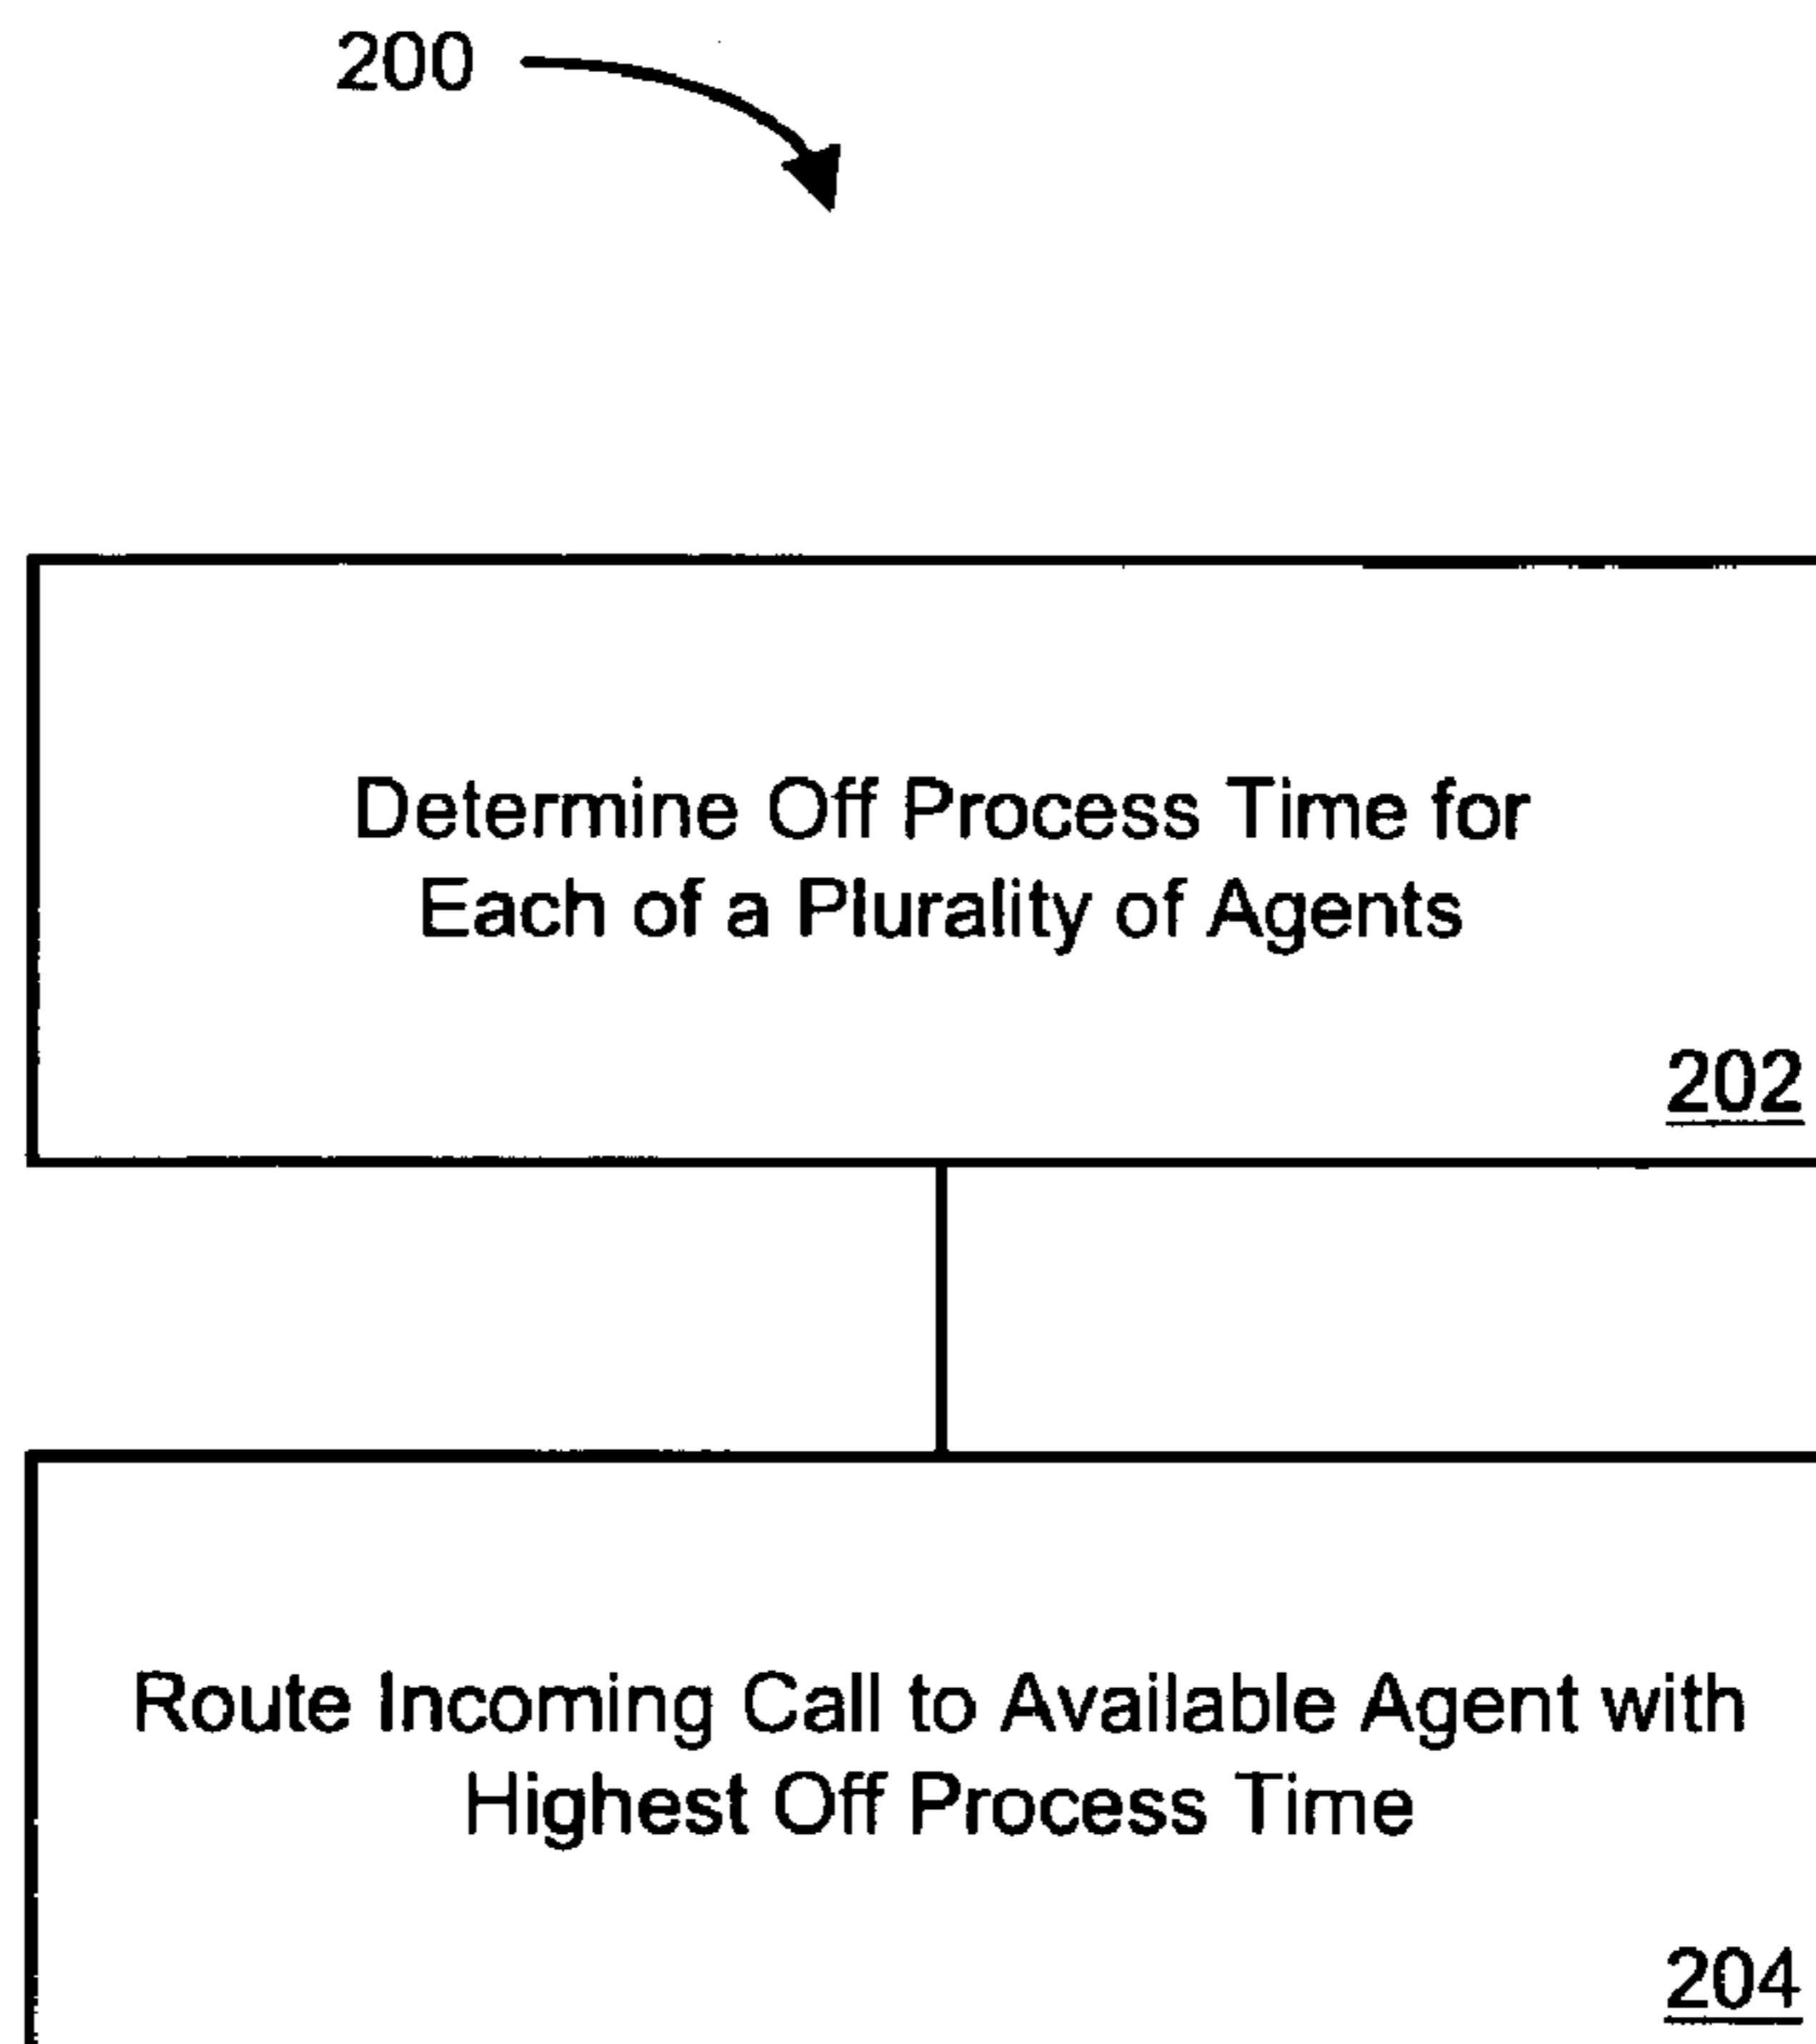 200
Determine Off Process Time for
Each of a Plurality of Agents
202
Route Incoming Call to Available Agent with
Highest Off Process Time
204